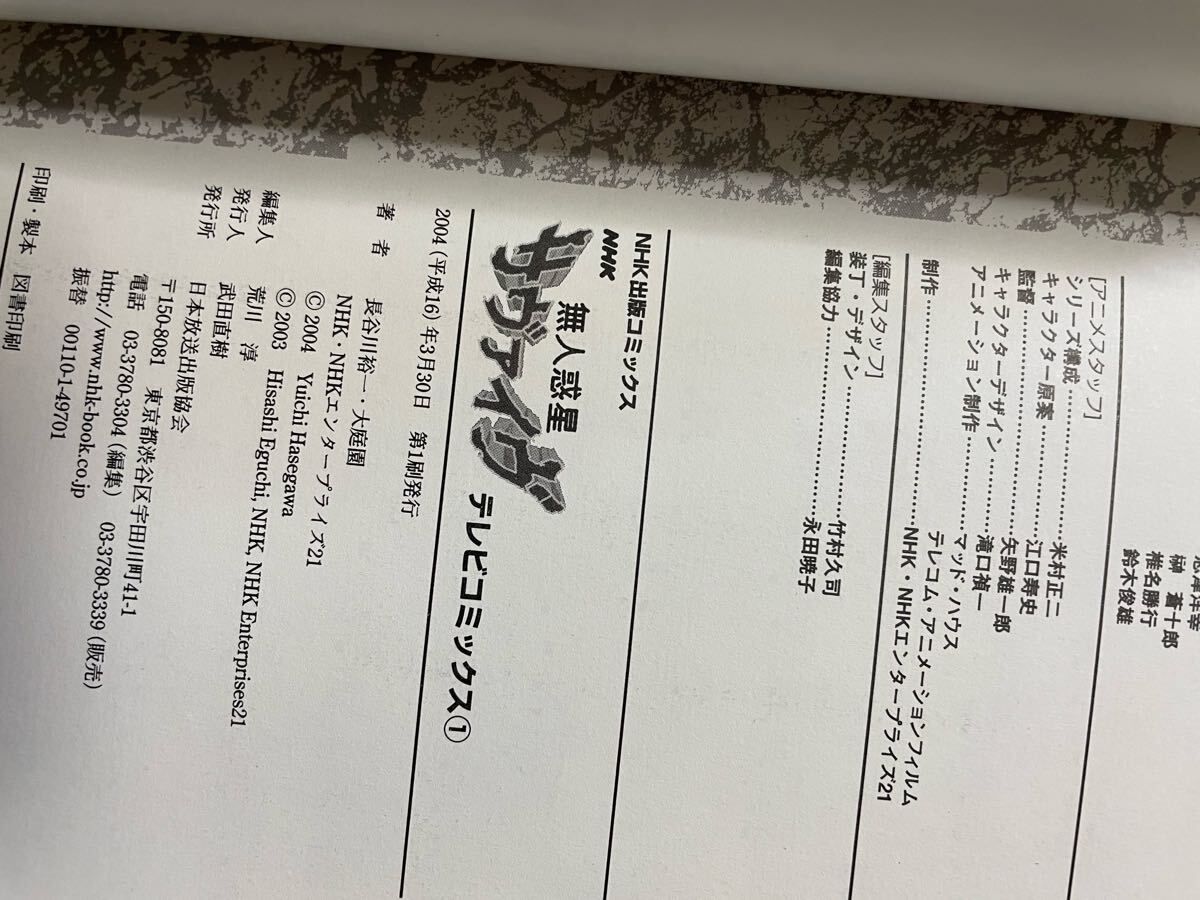 榊　蒼十郎
椎名勝行
鈴木俊雄
[アニメスタッフ]
シリーズ構成……………………米村正二
キャラクター原案………………江口寿史
監督………………………………矢野雄一郎
キャラクターデザイン…………滝口禎一
アニメーション制作……………マッド・ハウス
テレコム・アニメーションフィルム
制作………………………………NHK・NHKエンタープライズ21
[編集スタッフ]
装丁・デザイン…………………竹村久司
編集協力…………………………永田暁子
NHK出版コミックス
NHK　無人惑星
サヴァイヴ　テレビコミックス①
2004(平成16)年3月30日　第1刷発行
著　者　長谷川裕一・大庭園
NHK・NHKエンタープライズ21
©2004　Yuichi Hasegawa
©2003　Hisashi Eguchi, NHK, NHK Enterprises21
編集人　荒川　淳
発行人　武田直樹
発行所　日本放送出版協会
〒150-8081　東京都渋谷区宇田川町41-1
電話　03-3780-3304(編集)　03-3780-3339(販売)
http://www.nhk-book.co.jp
振替　00110-1-49701
印刷・製本　図書印刷